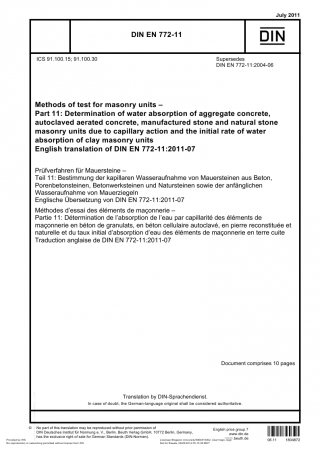 July 2011
DIN EN 772-11
DIN
ICS 91.100.15; 91.100.30
Supersedes
DIN EN 772-11:2004-06
Methods of test for masonry units –
Part 11: Determination of water absorption of aggregate concrete,
autoclaved aerated concrete, manufactured stone and natural stone
masonry units due to capillary action and the initial rate of water
absorption of clay masonry units
English translation of DIN EN 772-11:2011-07
Prüfverfahren für Mauersteine –
Teil 11: Bestimmung der kapillaren Wasseraufnahme von Mauersteinen aus Beton,
Porenbetonsteinen, Betonwerksteinen und Natursteinen sowie der anfänglichen
Wasseraufnahme von Mauerziegeln
Englische Übersetzung von DIN EN 772-11:2011-07
Méthodes d'essai des éléments de maçonnerie –
Partie 11: Détermination de l'absorption de l'eau par capillarité des éléments de
maçonnerie en béton de granulats, en béton cellulaire autoclavé, en pierre reconstituée et
naturelle et du taux initial d'absorption d'eau des éléments de maçonnerie en terre cuite
Traduction anglaise de DIN EN 772-11:2011-07
Document comprises 10 pages
Translation by DIN-Sprachendienst.
In case of doubt, the German-language original shall be considered authoritative.
© No part of this translation may be reproduced without prior permission of
DIN Deutsches Institut für Normung e. V., Berlin. Beuth Verlag GmbH, 10772 Berlin, Germany,
has the exclusive right of sale for German Standards (DIN-Normen).
English price group 7
www.din.de
www.beuth.de